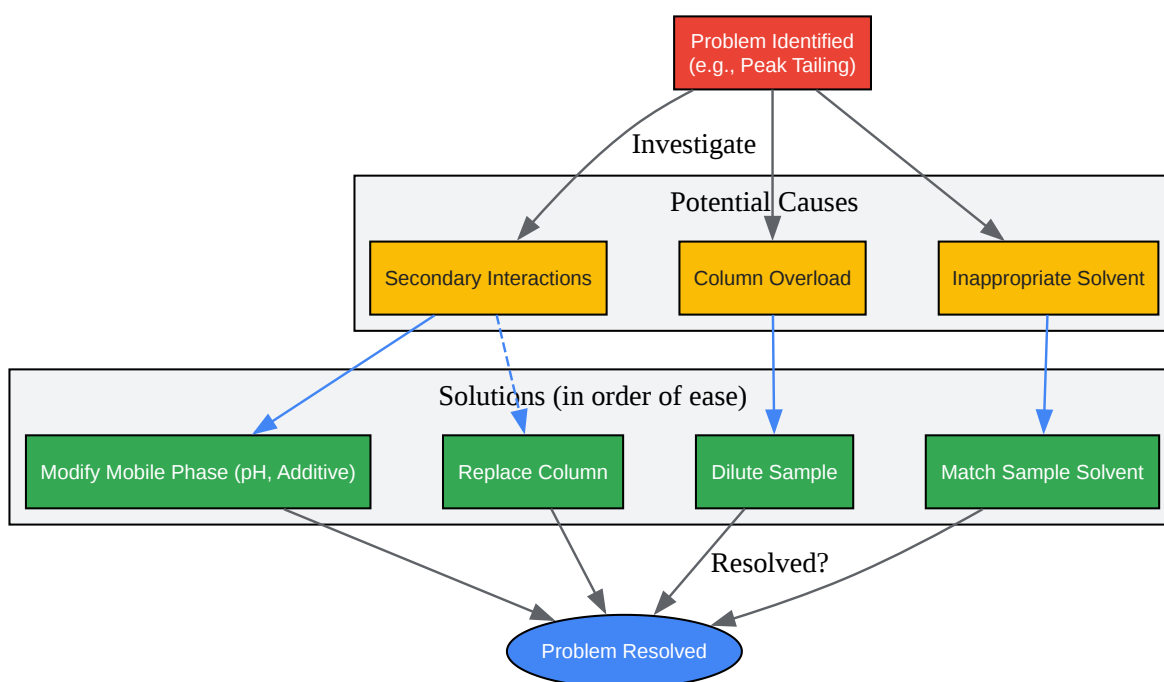 Problem Identified
(e.g., Peak Tailing)
Investigate
Potential Causes
Secondary Interactions
Column Overload
Inappropriate Solvent
Solutions (in order of ease)
Modify Mobile Phase (pH, Additive)
Replace Column
Dilute Sample
Match Sample Solvent
Resolved?
Problem Resolved